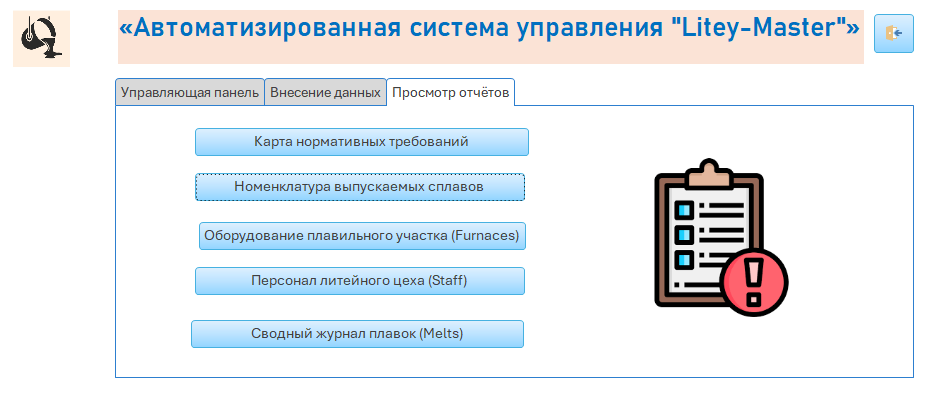 «Автоматизированная система управления "Litey-Master"»
Управляющая панель
Внесение данных
Просмотр отчётов
Карта нормативных требований
Номенклатура выпускаемых сплавов
Оборудование плавильного участка (Furnaces)
Персонал литейного цеха (Staff)
Сводный журнал плавок (Melts)